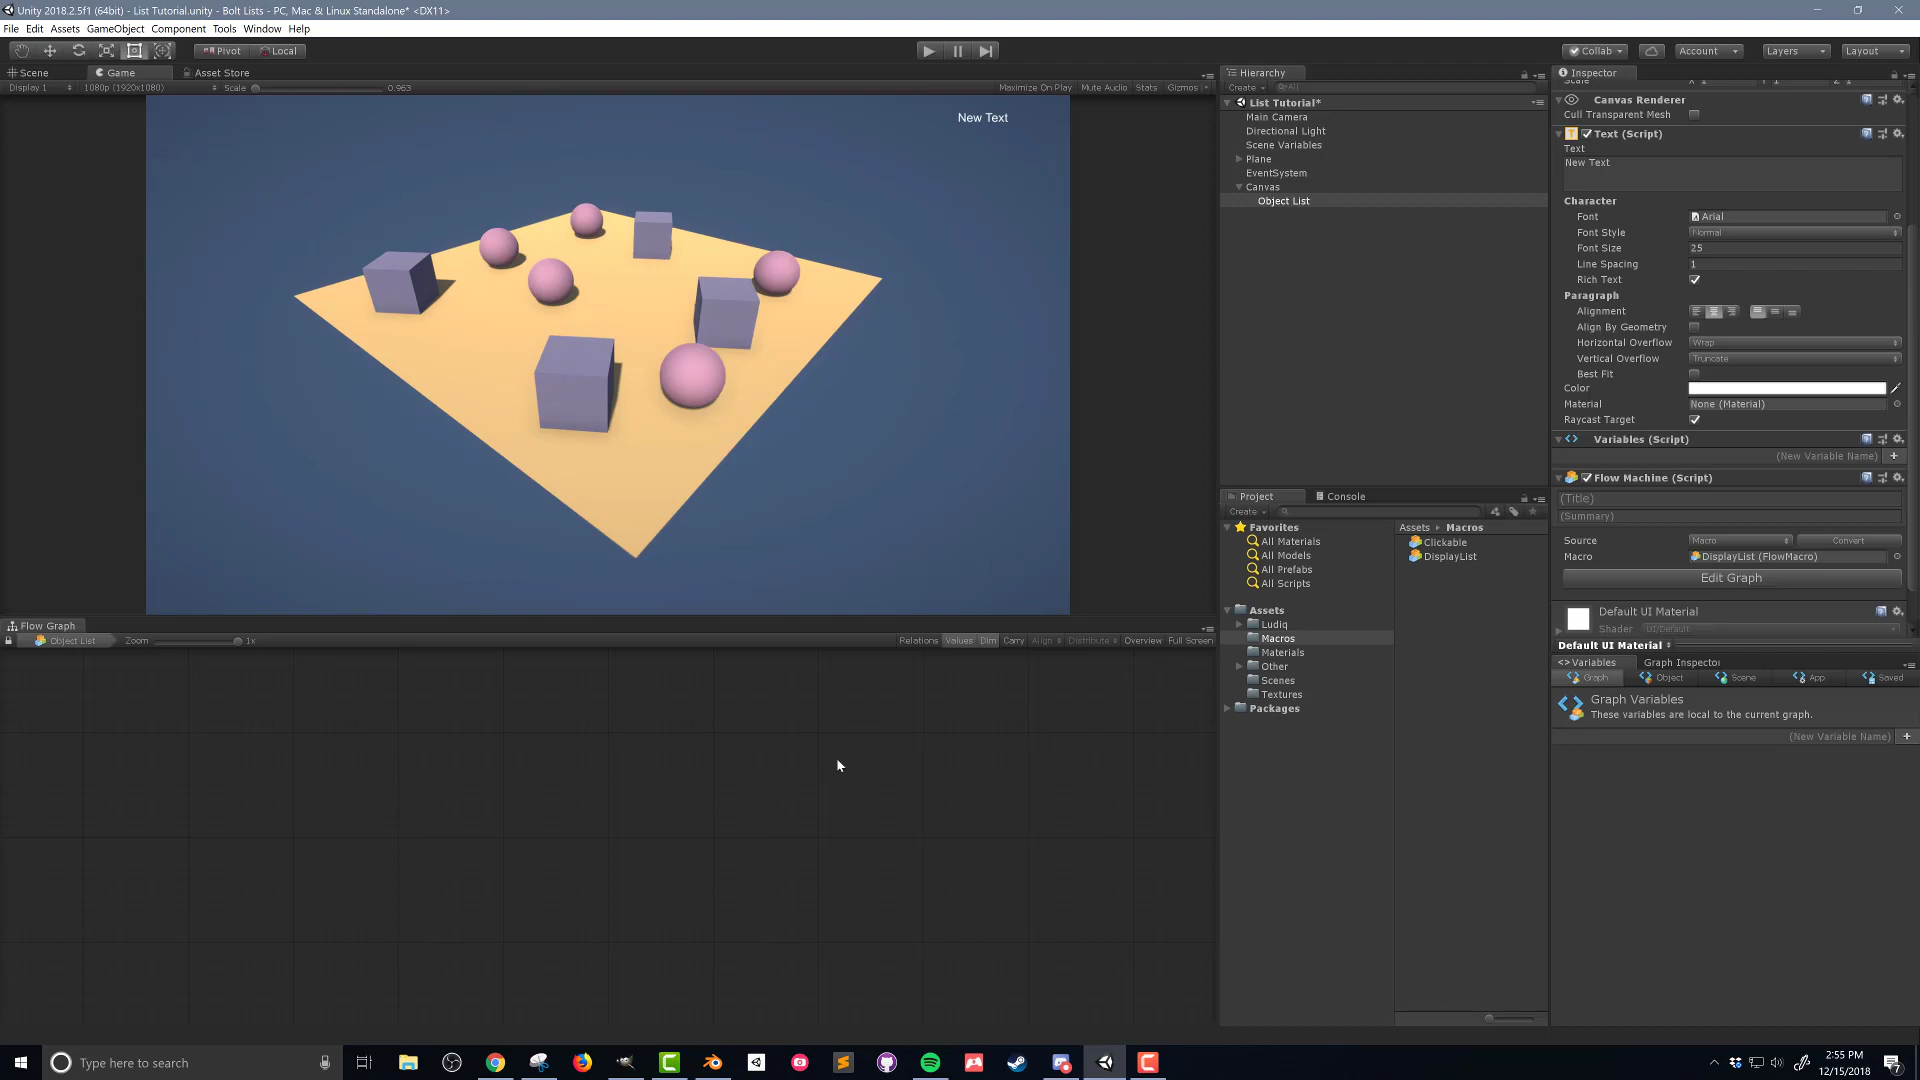 Unity 2018.2.5f1 (64bit) - List Tutorial.unity - Bolt Lists - PC, Mac & Linux Standalone* <DX11>
File Edit Assets GameObject Component Tools Window Help
Pivot Local
Collab Account Layers Layout
Scene Game Asset Store
Display 1 1080p (1920x1080) Scale 0.963 Maximize On Play Mute Audio Stats Gizmos
New Text
Hierarchy
Create All
List Tutorial*
Main Camera
Directional Light
Scene Variables
Plane
EventSystem
Canvas
Object List
Project Console
Create
Favorites
All Materials
All Models
All Prefabs
All Scripts
Assets
Ludiq
Macros
Materials
Other
Scenes
Textures
Packages
Assets Macros
Clickable
DisplayList
Inspector
Canvas Renderer
Cull Transparent Mesh
Text (Script)
Text
New Text
Character
Font Arial
Font Style Normal
Font Size 25
Line Spacing 1
Rich Text
Paragraph
Alignment
Align By Geometry
Horizontal Overflow Wrap
Vertical Overflow Truncate
Best Fit
Color
Material None (Material)
Raycast Target
Variables (Script)
(New Variable Name) +
Flow Machine (Script)
(Title)
(Summary)
Source Macro Convert
Macro DisplayList (FlowMacro)
Edit Graph
Default UI Material
Shader UI/Default
Default UI Material
Variables Graph Inspector
Graph Object Scene App Saved
Graph Variables
These variables are local to the current graph.
(New Variable Name) +
Flow Graph
Object List Zoom 1x Relations Values Dim Carry Align Distribute Overview Full Screen
Type here to search
2:55 PM
12/15/2018
7